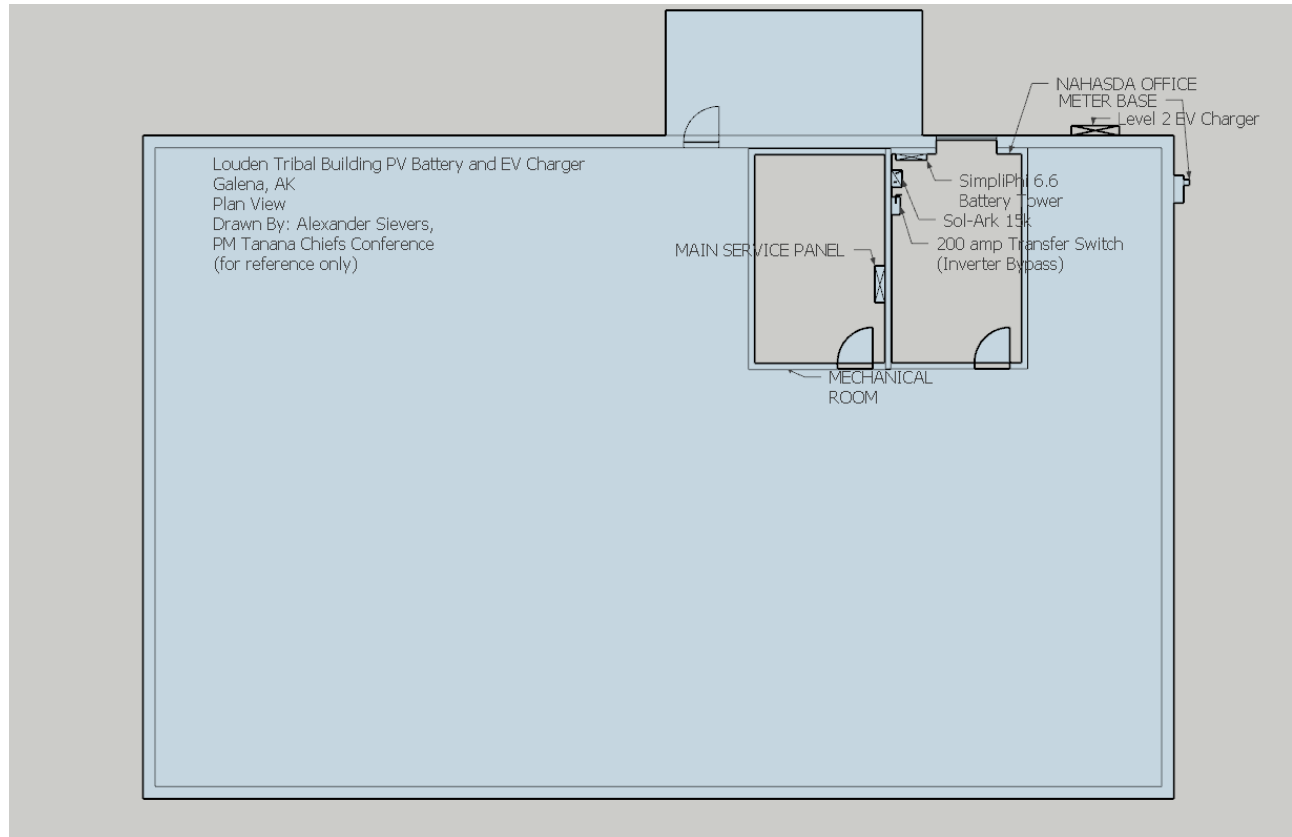 Louden Tribal Building PV Battery and EV Charger
Galena, AK
Plan View
Drawn By: Alexander Sievers,
PM Tanana Chiefs Conference
(for reference only)
NAHASDA OFFICE
METER BASE
Level 2 EV Charger
SimpliPhi 6.6
Battery Tower
Sol-Ark 15k
200 amp Transfer Switch
(Inverter Bypass)
MAIN SERVICE PANEL
MECHANICAL
ROOM